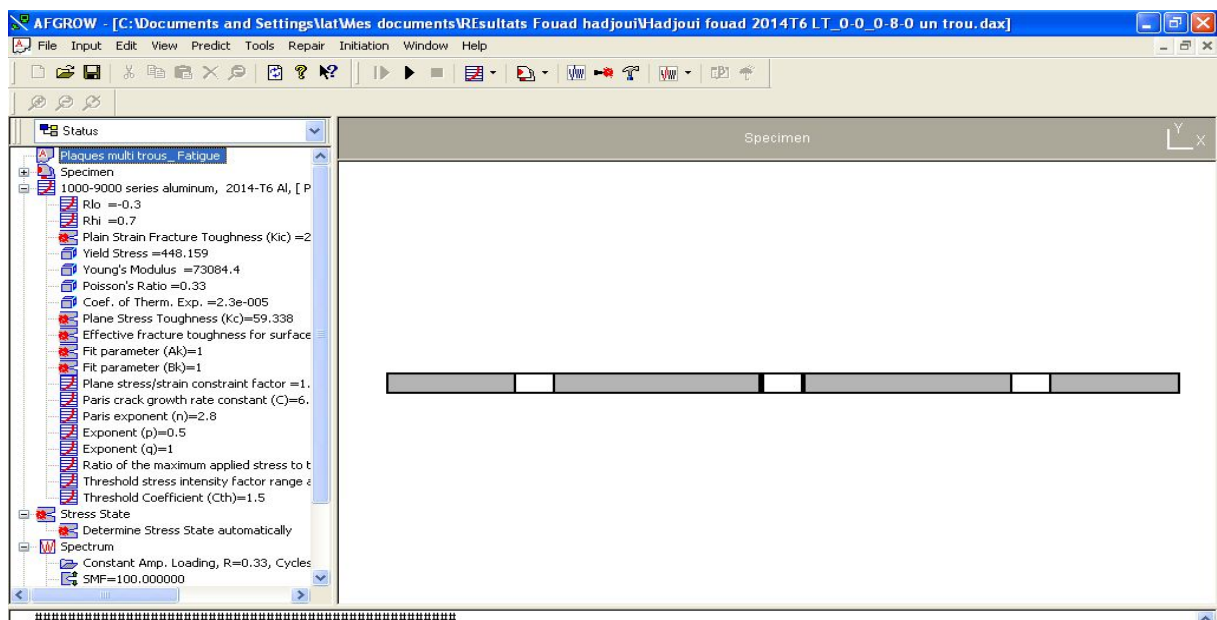 AFGROW - [C:\Documents and Settings\lat\Mes documents\REsultats Fouad hadjoui\Hadjoui fouad 2014T6 LT_0-0_0-8-0 un trou.dax]
File Input Edit View Predict Tools Repair Initiation Window Help
Status
Specimen
Y
X
Plaques multi trous_ Fatigue
Specimen
1000-9000 series aluminum, 2014-T6 Al, [ P
Rlo =-0.3
Rhi =0.7
Plain Strain Fracture Toughness (Kic) =2
Yield Stress =448.159
Young's Modulus =73084.4
Poisson's Ratio =0.33
Coef. of Therm. Exp. =2.3e-005
Plane Stress Toughness (Kc)=59.338
Effective fracture toughness for surface
Fit parameter (Ak)=1
Fit parameter (Bk)=1
Plane stress/strain constraint factor =1.
Paris crack growth rate constant (C)=6.
Paris exponent (n)=2.8
Exponent (p)=0.5
Exponent (q)=1
Ratio of the maximum applied stress to t
Threshold stress intensity factor range a
Threshold Coefficient (Cth)=1.5
Stress State
Determine Stress State automatically
Spectrum
Constant Amp. Loading, R=0.33, Cycles
SMF=100.000000
###################################################